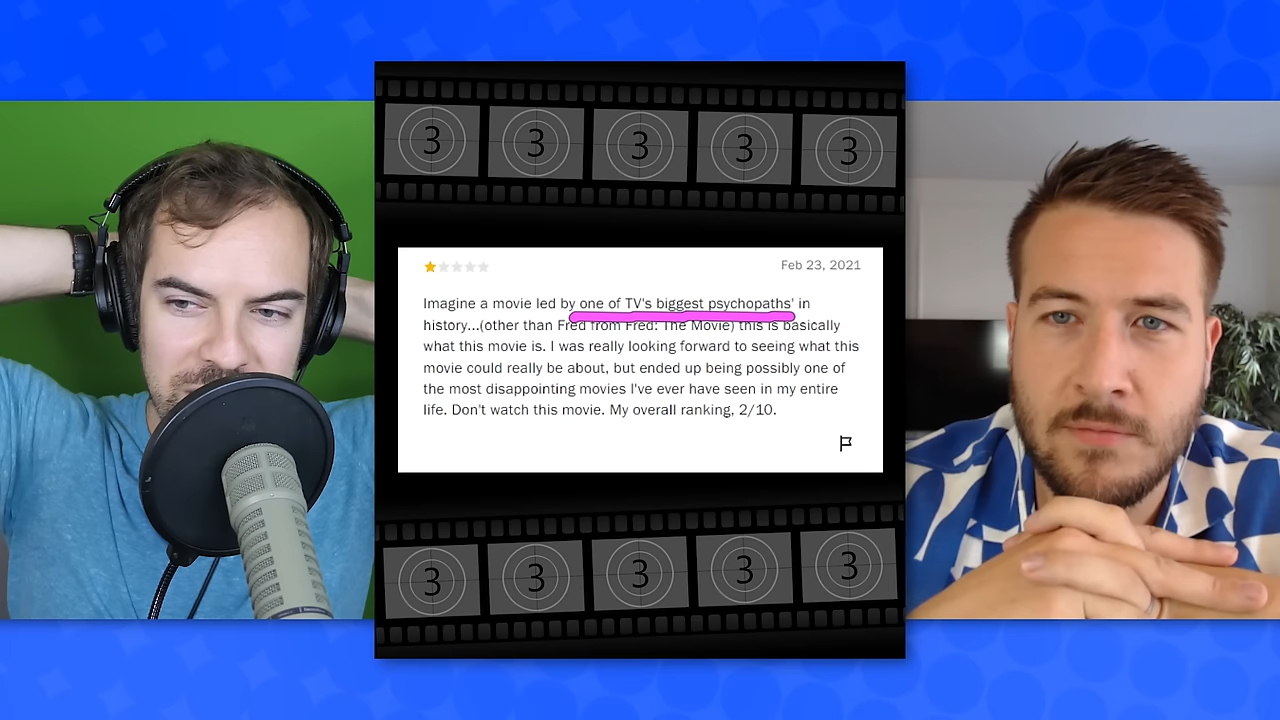 3 3 3 3 3
Feb 23, 2021
Imagine a movie led by one of TV's biggest psychopaths' in
history...(other than Fred from Fred: The Movie) this is basically
what this movie is. I was really looking forward to seeing what this
movie could really be about, but ended up being possibly one of
the most disappointing movies I've ever have seen in my entire
life. Don't watch this movie. My overall ranking, 2/10.
3 3 3 3 3